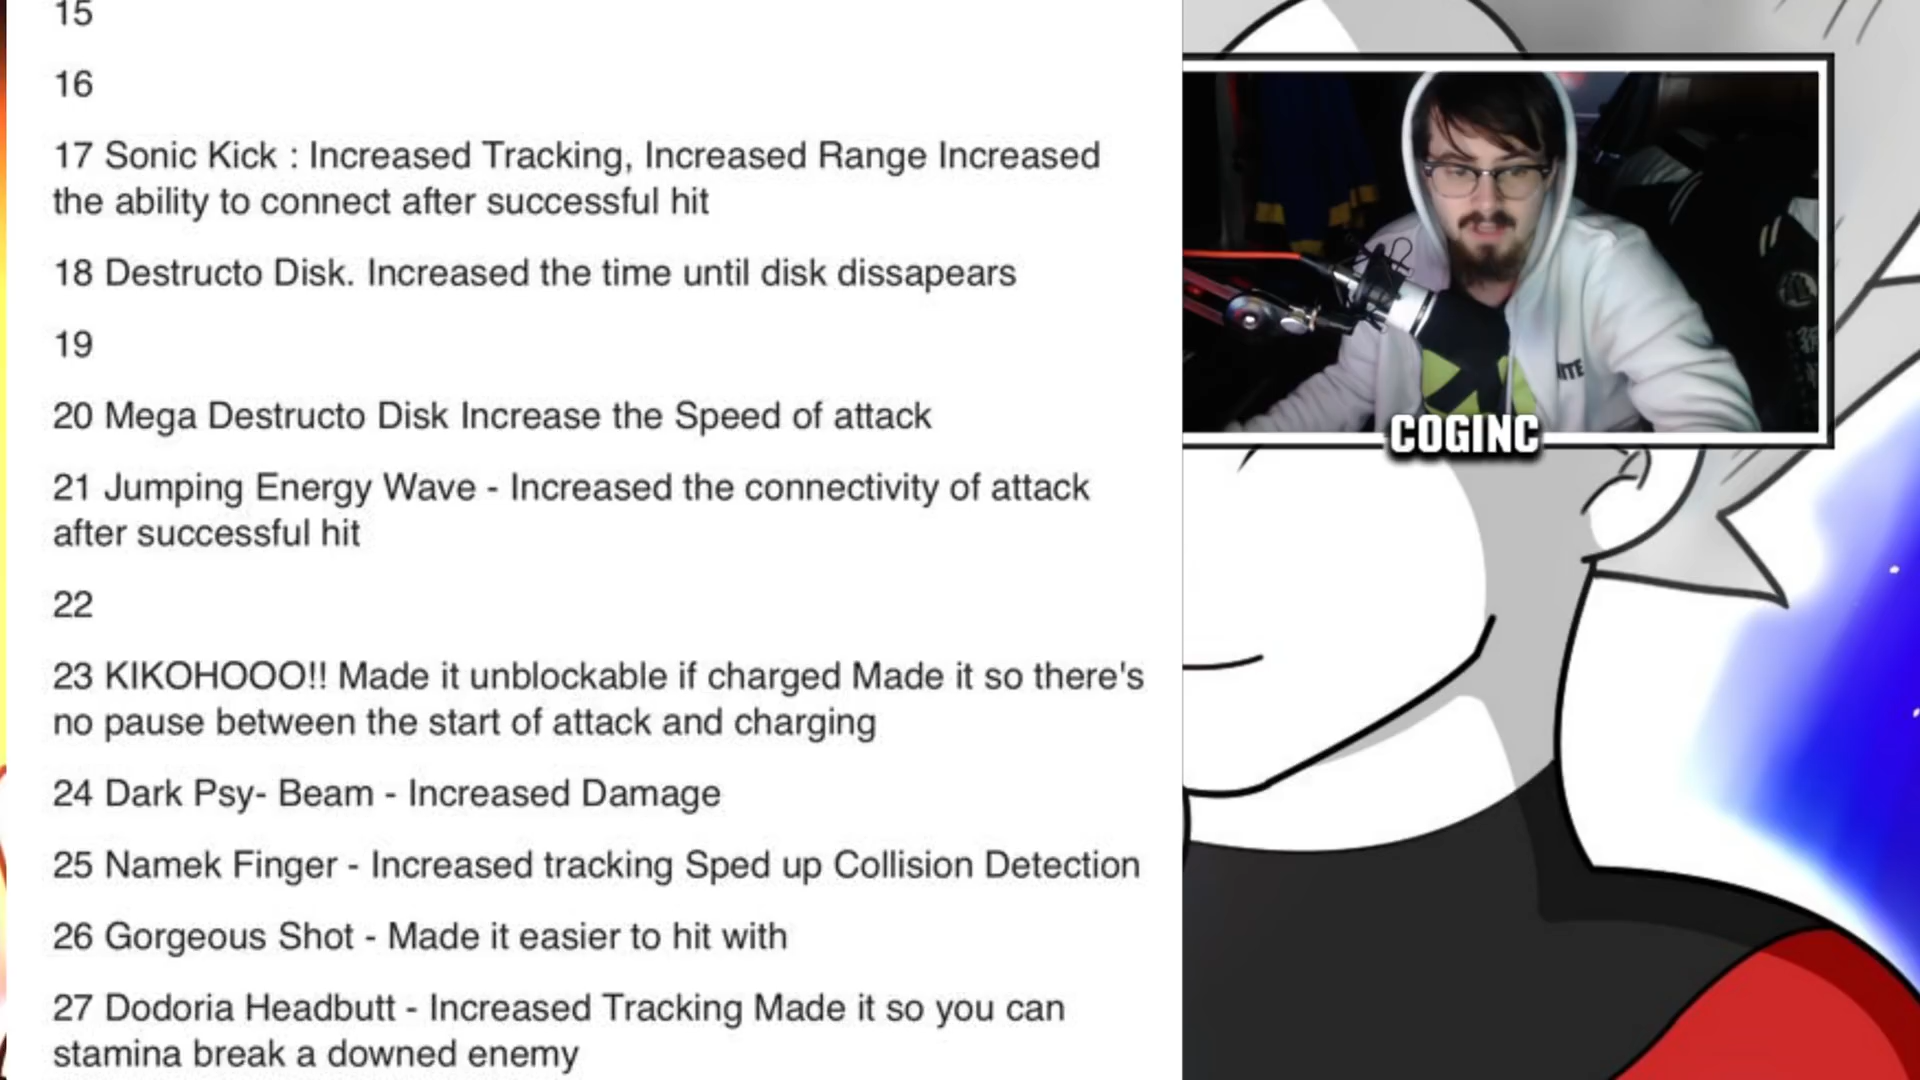 15
16
17 Sonic Kick : Increased Tracking, Increased Range Increased
the ability to connect after successful hit
18 Destructo Disk. Increased the time until disk dissapears
19
20 Mega Destructo Disk Increase the Speed of attack
21 Jumping Energy Wave - Increased the connectivity of attack
after successful hit
22
23 KIKOHOOO!! Made it unblockable if charged Made it so there's
no pause between the start of attack and charging
24 Dark Psy- Beam - Increased Damage
25 Namek Finger - Increased tracking Sped up Collision Detection
26 Gorgeous Shot - Made it easier to hit with
27 Dodoria Headbutt - Increased Tracking Made it so you can
stamina break a downed enemy
COGINC